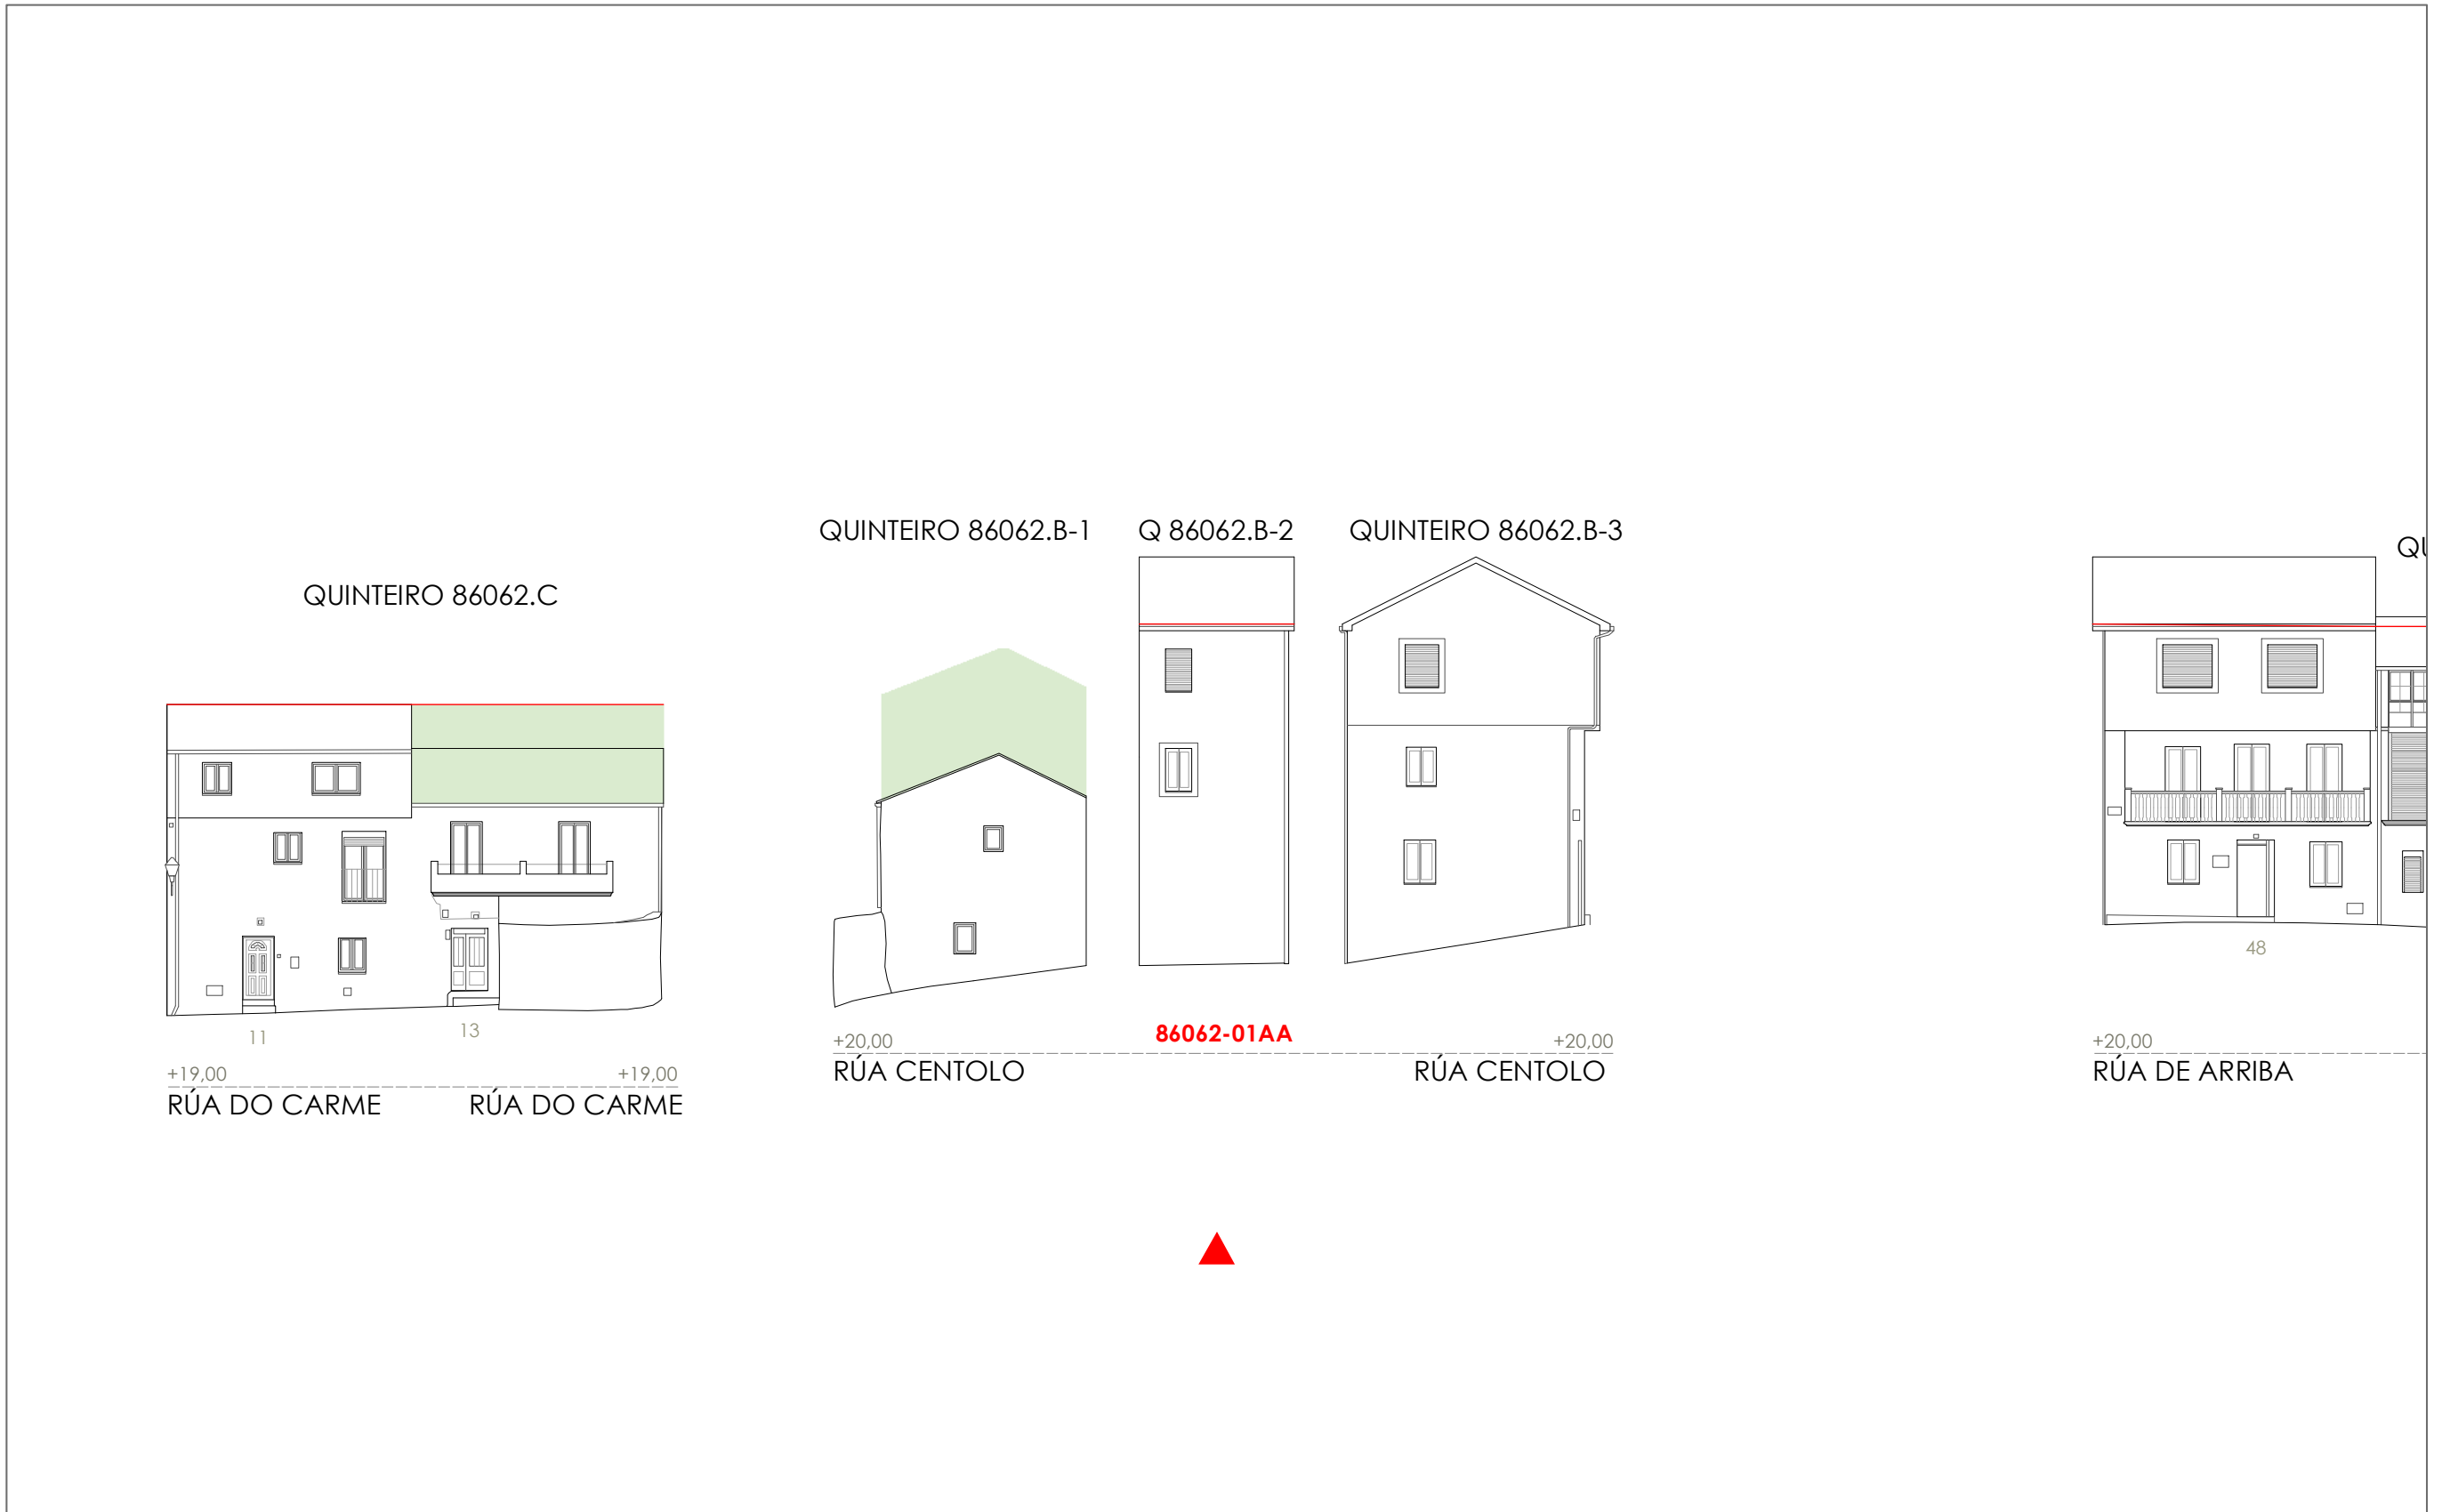 QUINTEIRO 86062.B-1
Q 86062.B-2
QUINTEIRO 86062.B-3
QUINTEIRO 86062.C
48
11
13
86062-01AA
+20,00
+20,00
+20,00
RÚA CENTOLO
RÚA CENTOLO
RÚA DE ARRIBA
+19,00
+19,00
RÚA DO CARME
RÚA DO CARME